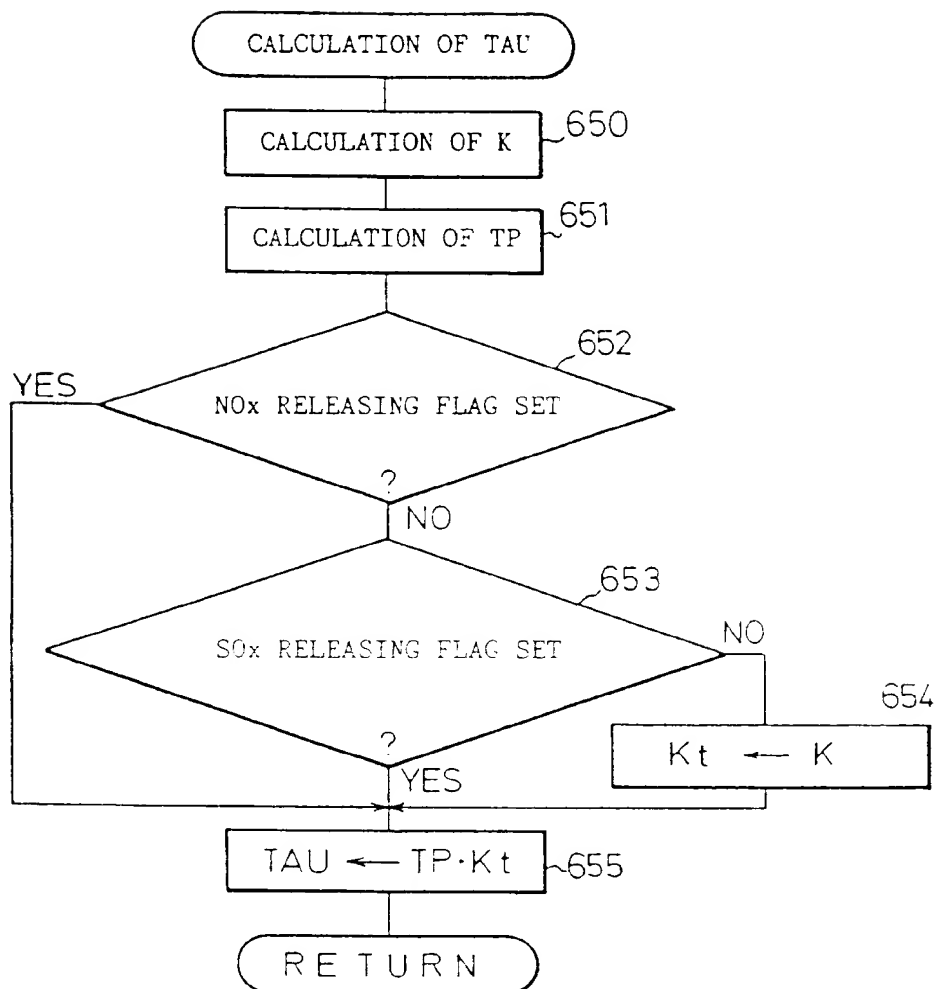 CALCULATION OF TAU
CALCULATION OF K
650
CALCULATION OF TP
651
652
YES
NOx RELEASING FLAG SET
?
NO
653
SOx RELEASING FLAG SET
NO
654
Kt ← K
?
YES
TAU ← TP·Kt
655
RETURN